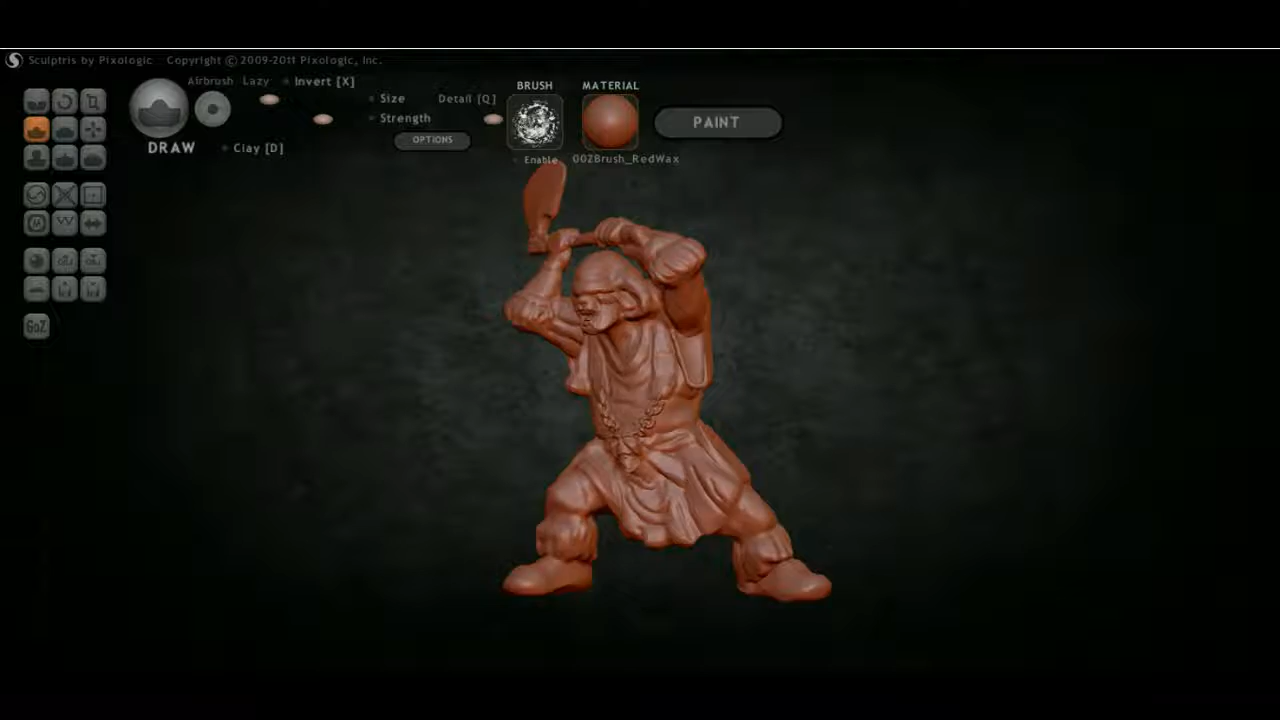 Sculptris by Pixologic Copyright © 2009-2011 Pixologic, Inc.
Airbrush Lazy Invert [X]
BRUSH MATERIAL
Size Detail [Q]
Strength
PAINT
OPTIONS
DRAW Clay [D]
Enable 00ZBrush_RedWax
GoZ